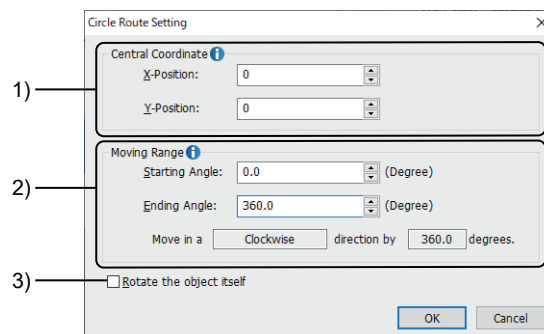 Circle Route Setting
Central Coordinate
1)
X-Position: 0
Y-Position: 0
Moving Range
2)
Starting Angle: 0.0 (Degree)
Ending Angle: 360.0 (Degree)
Move in a Clockwise direction by 360.0 degrees.
3)
Rotate the object itself
OK Cancel